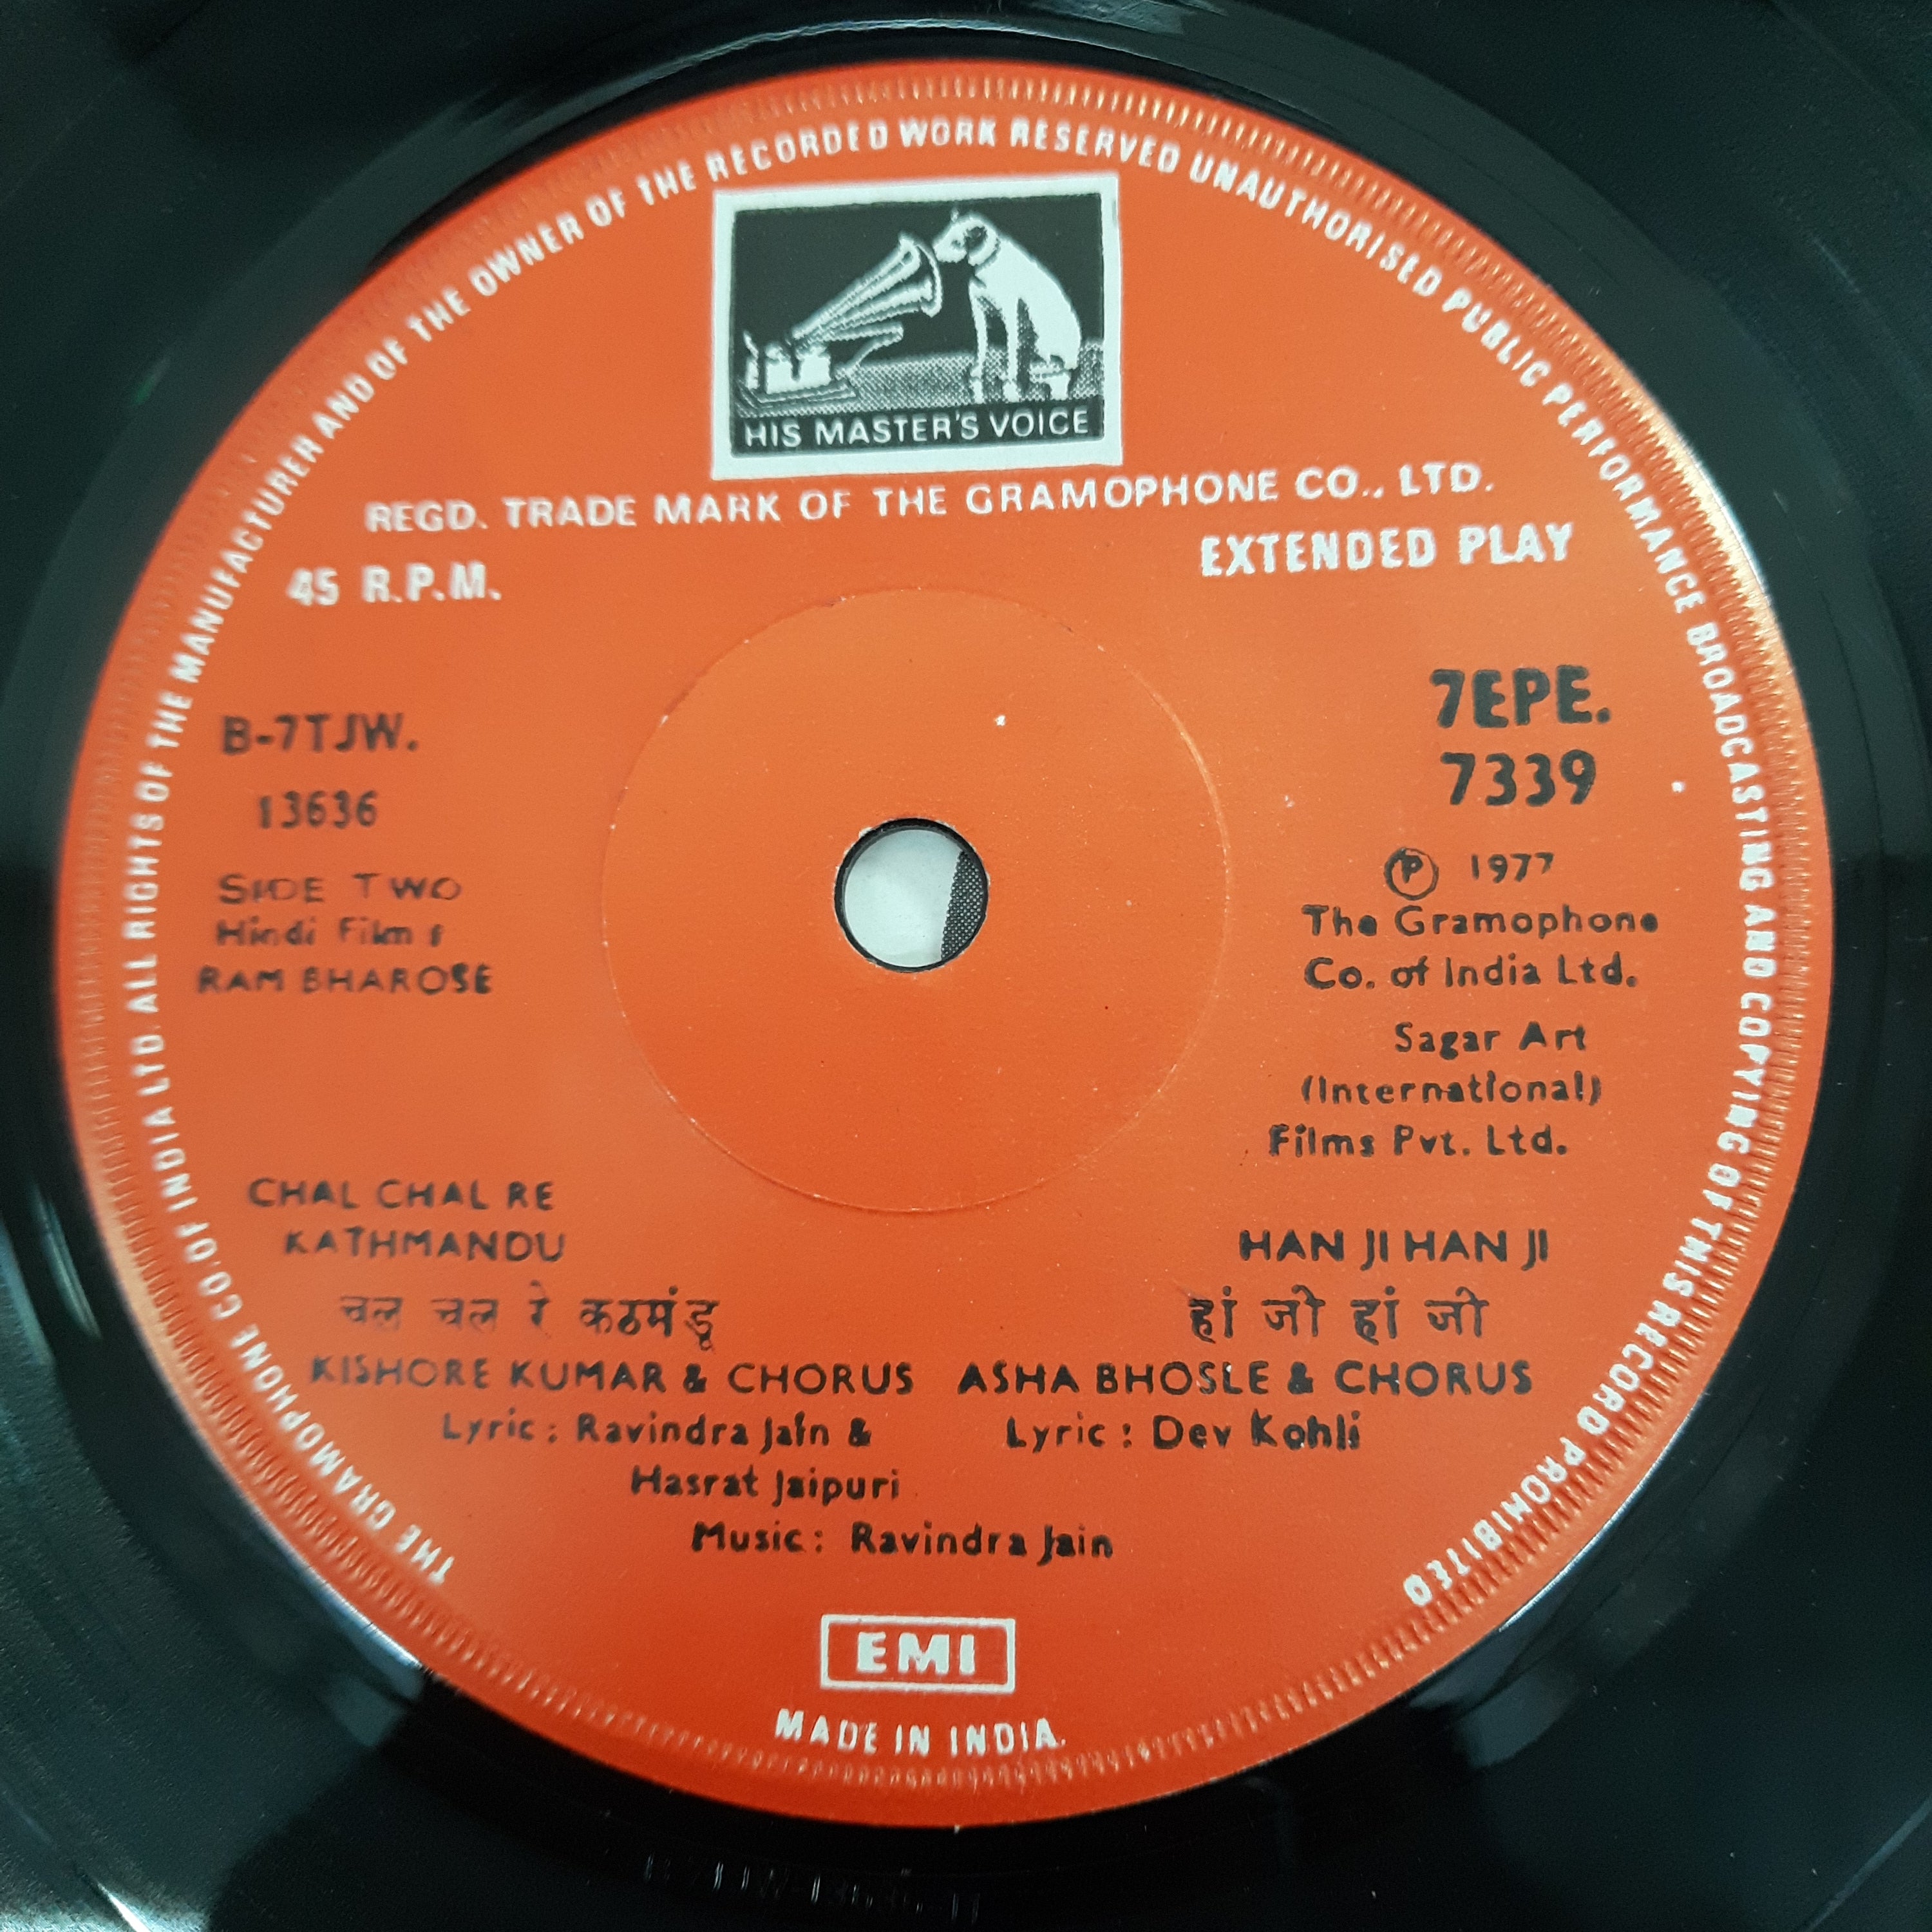 THE GRAMOPHONE CO. OF INDIA LTD. ALL RIGHTS OF THE MANUFACTURER AND OF THE OWNER OF THE RECORDED WORK RESERVED UNAUTHORISED PUBLIC PERFORMANCE BROADCASTING AND COPYING OF THIS RECORD PROHIBITED
HIS MASTER'S VOICE
REGD. TRADE MARK OF THE GRAMOPHONE CO., LTD.
45 R.P.M.
EXTENDED PLAY
B-7TJW.
13636
SIDE TWO
Hindi Film :
RAM BHAROSE
7EPE.
7339
Ⓟ 1977
The Gramophone
Co. of India Ltd.
Sagar Art
(International)
Films Pvt. Ltd.
CHAL CHAL RE
KATHMANDU
चल चल रे कठमंडू
KISHORE KUMAR & CHORUS
Lyric : Ravindra Jain &
Hasrat Jaipuri
HAN JI HAN JI
हां जी हां जी
ASHA BHOSLE & CHORUS
Lyric : Dev Kohli
Music : Ravindra Jain
EMI
MADE IN INDIA.